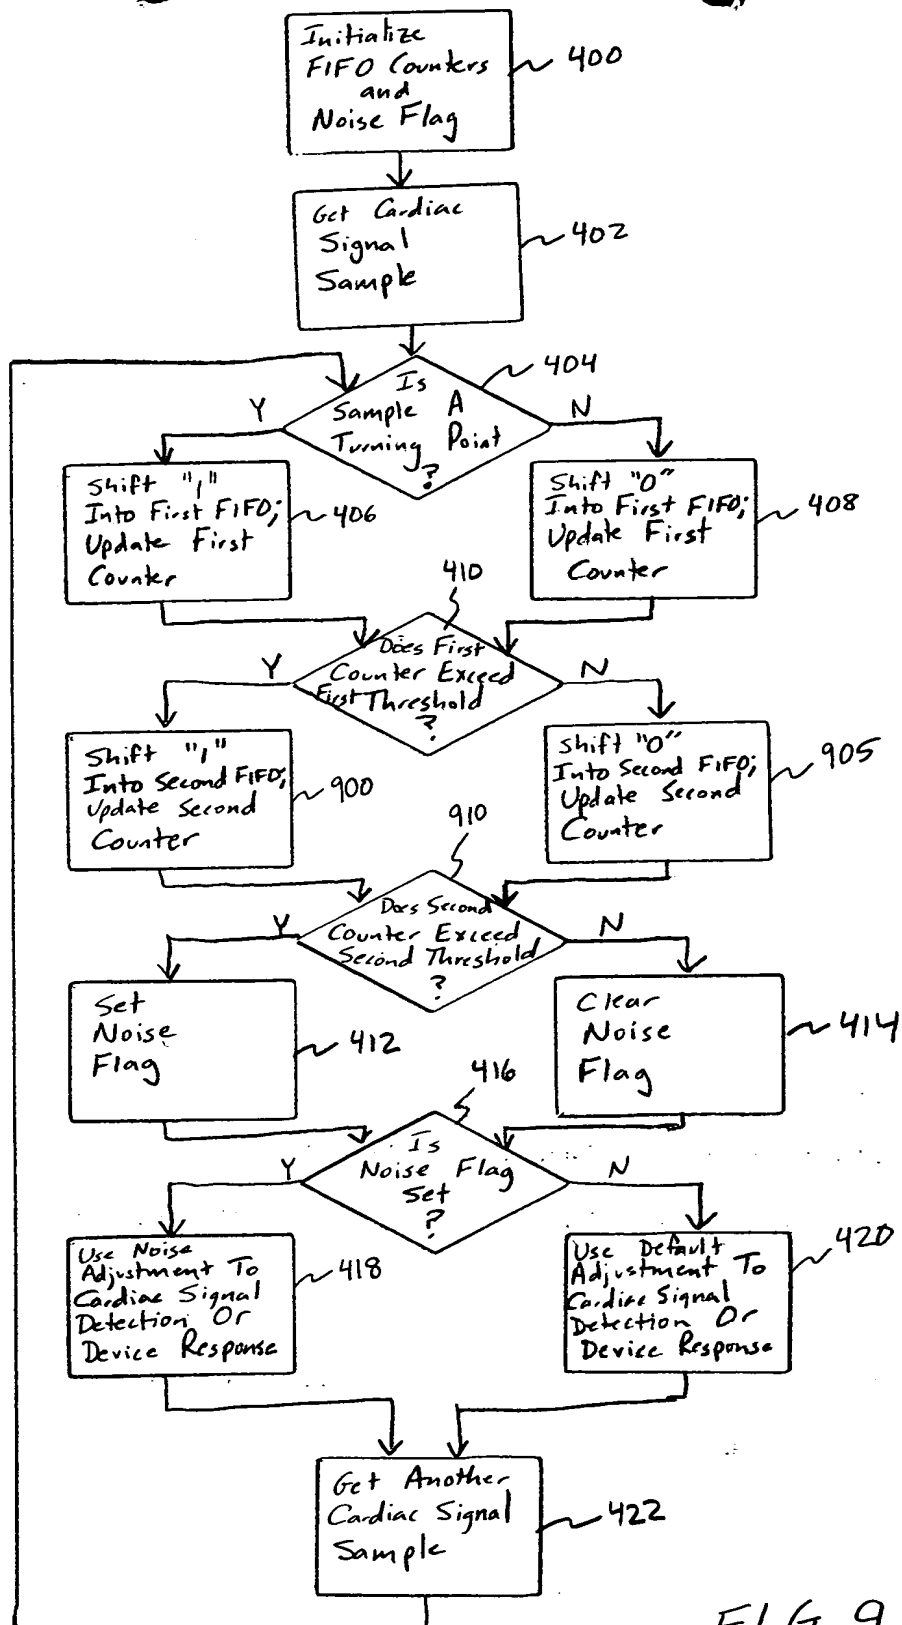 Initialize
FIFO Counters
and
Noise Flag
400
Get Cardiac
Signal
Sample
402
Is
Sample A
Turning Point
?
404
Y
N
Shift "1"
Into First FIFO;
Update First
Counter
406
Shift "0"
Into First FIFO;
Update First
Counter
408
410
Does First
Counter Exceed
First Threshold
?
Y
N
Shift "1"
Into Second FIFO;
Update Second
Counter
900
Shift "0"
Into Second FIFO;
Update Second
Counter
905
910
Does Second
Counter Exceed
Second Threshold
?
Y
N
Set
Noise
Flag
412
Clear
Noise
Flag
414
416
Is
Noise Flag
Set
?
Y
N
Use Noise
Adjustment To
Cardiac Signal
Detection Or
Device Response
418
Use Default
Adjustment To
Cardiac Signal
Detection Or
Device Response
420
Get Another
Cardiac Signal
Sample
422
FIG 9